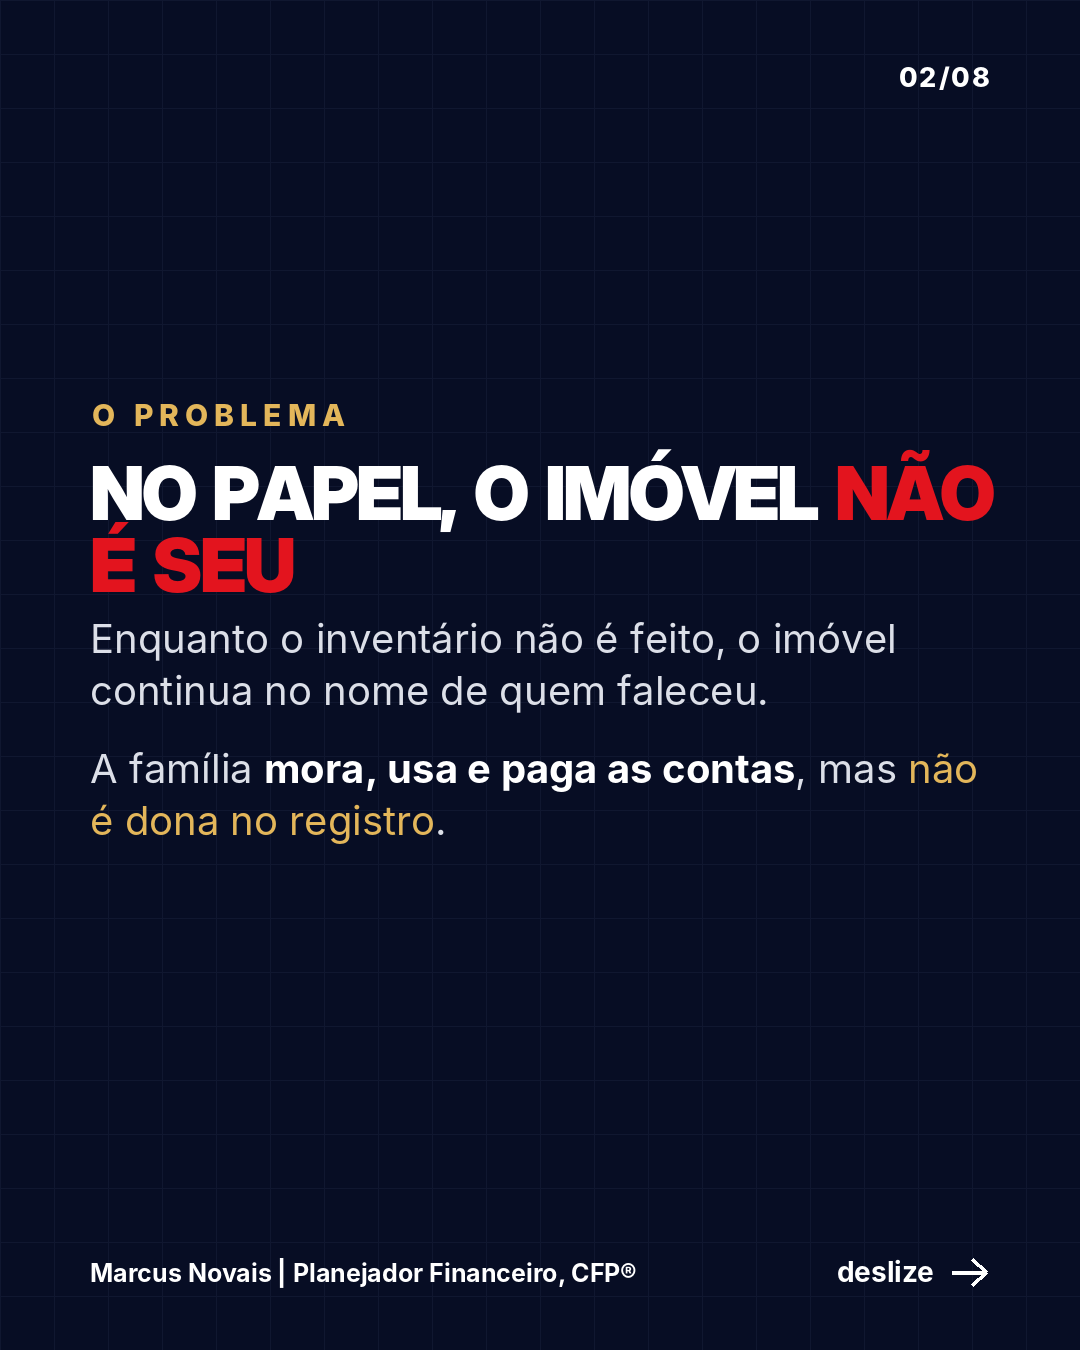 02/08
O PROBLEMA
NO PAPEL, O IMÓVEL NÃO
É SEU
Enquanto o inventário não é feito, o imóvel
continua no nome de quem faleceu.
A família mora, usa e paga as contas, mas não
é dona no registro.
Marcus Novais | Planejador Financeiro, CFP®
deslize →